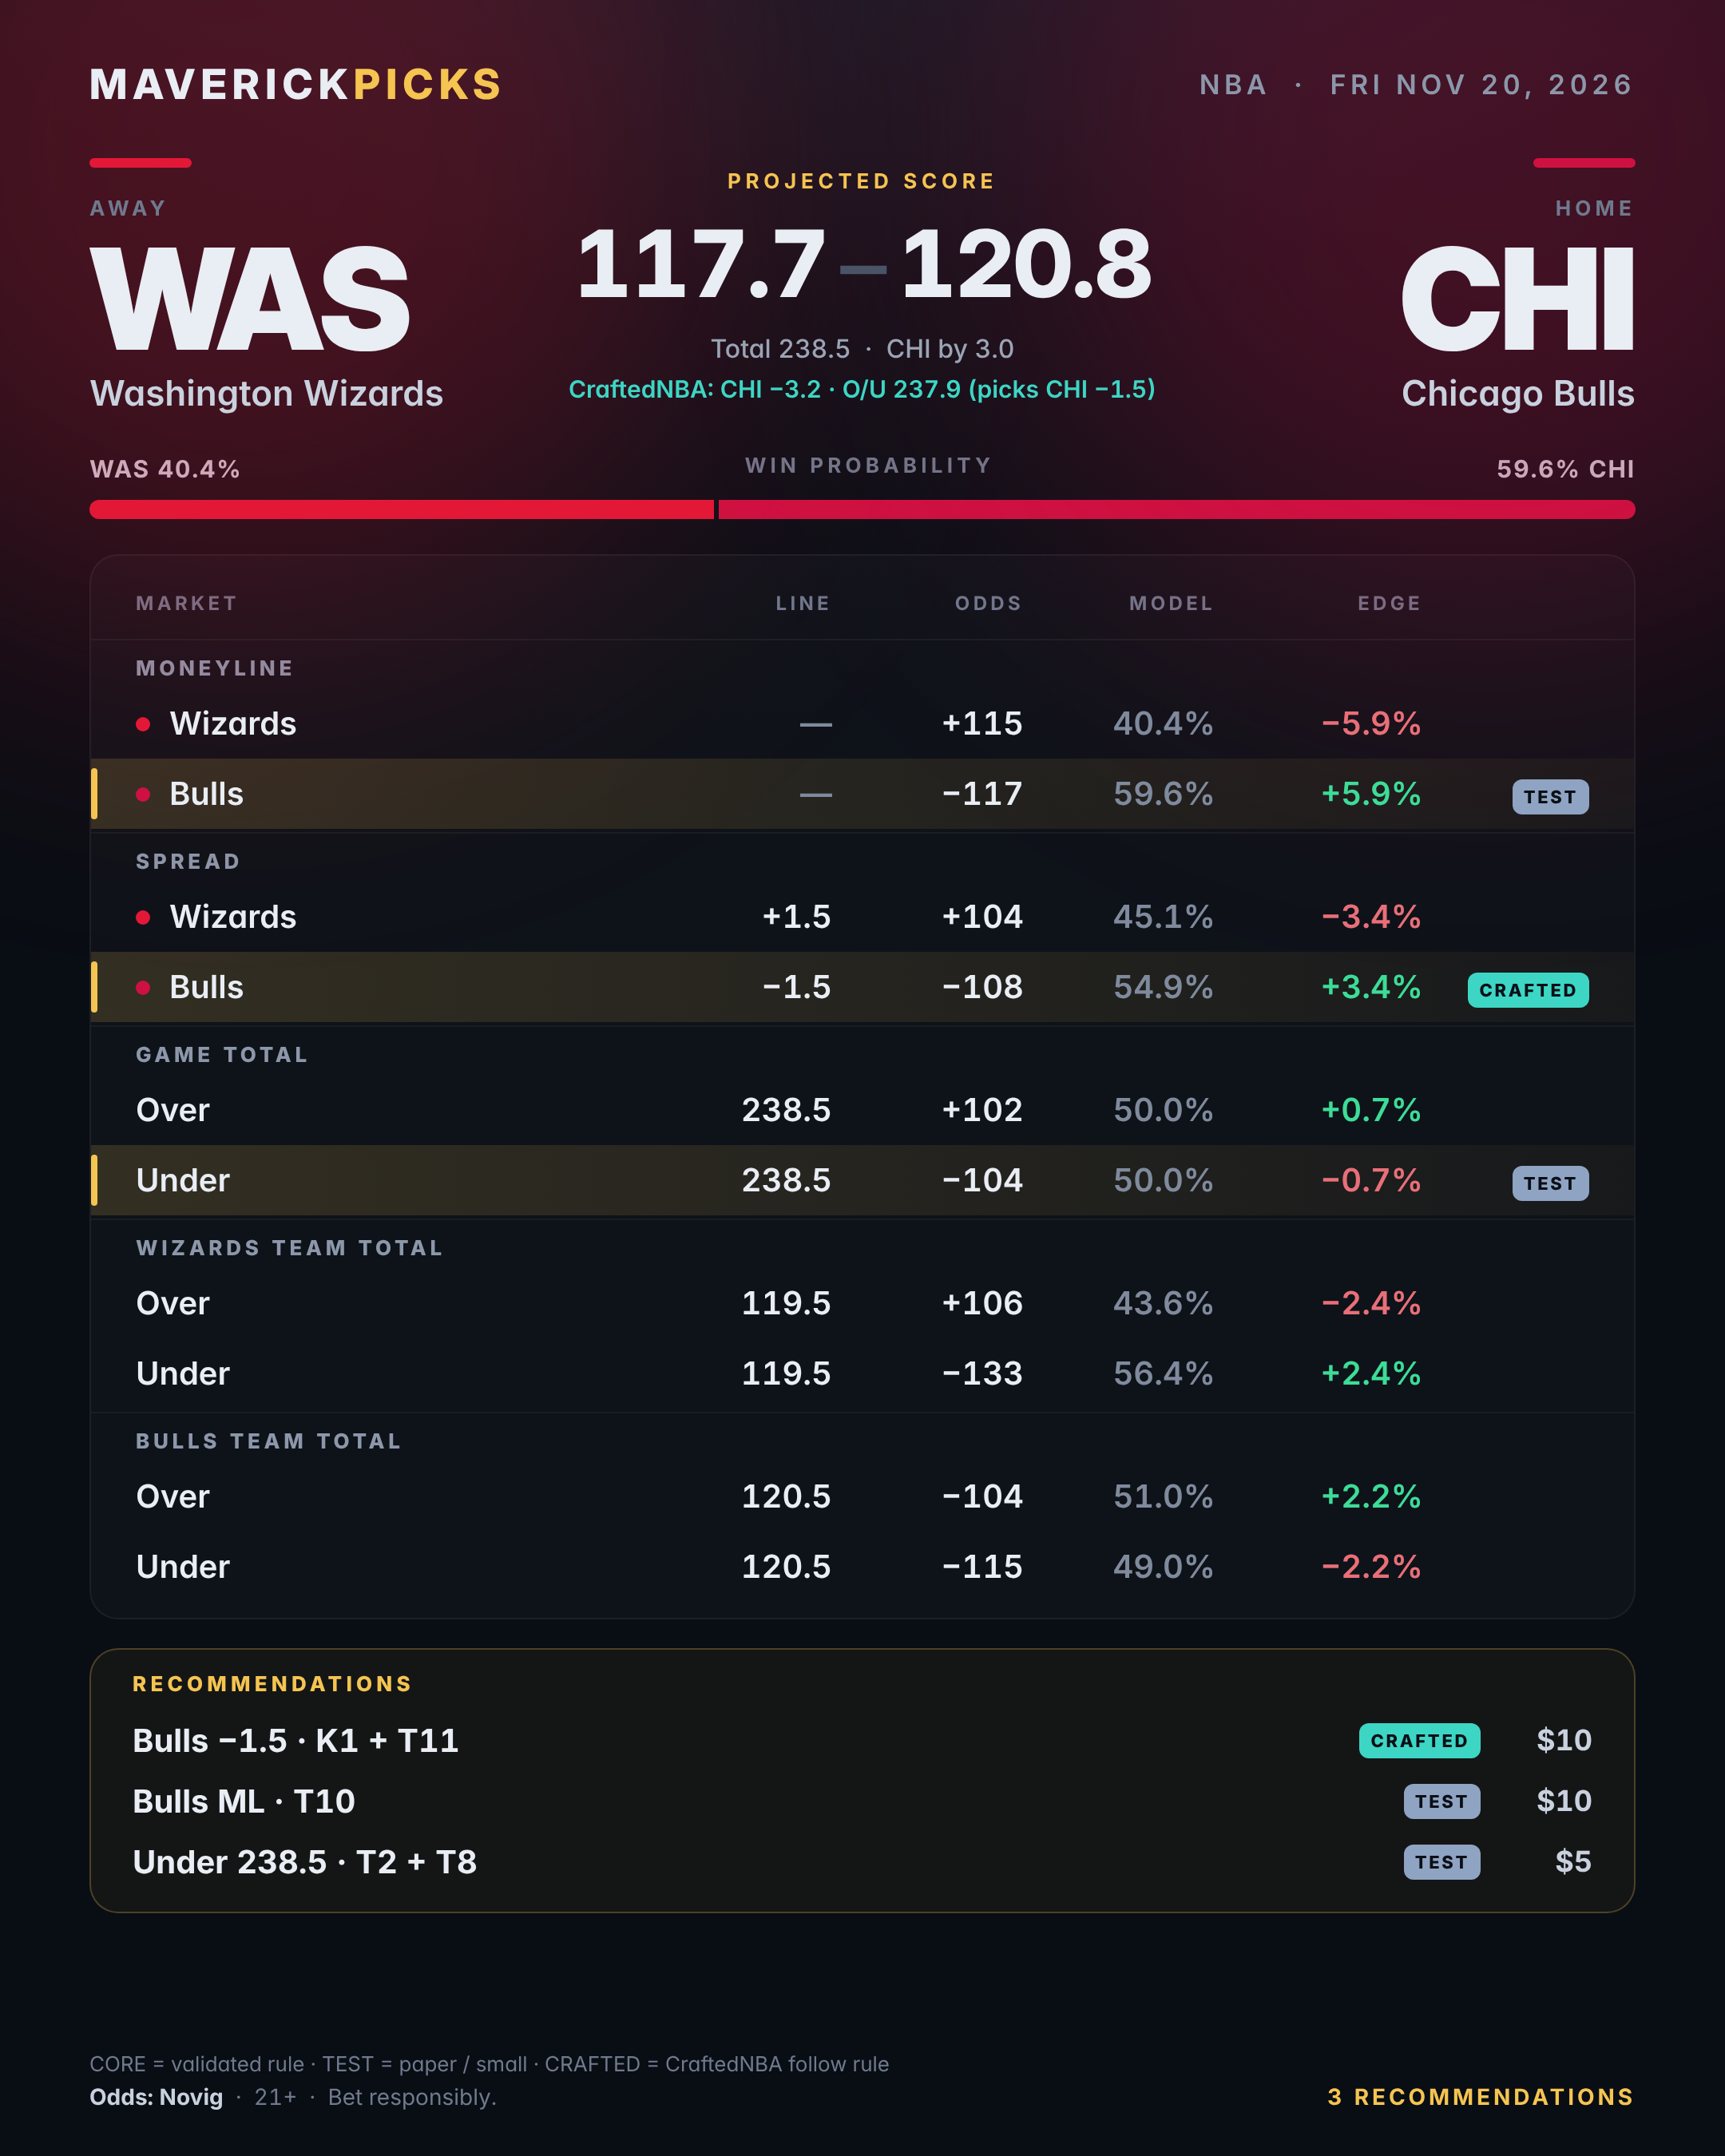 MAVERICKPICKS
NBA · FRI NOV 20, 2026
AWAY
WAS
Washington Wizards
PROJECTED SCORE
117.7 – 120.8
Total 238.5 · CHI by 3.0
CraftedNBA: CHI −3.2 · O/U 237.9 (picks CHI −1.5)
HOME
CHI
Chicago Bulls
WAS 40.4% WIN PROBABILITY 59.6% CHI
MARKET LINE ODDS MODEL EDGE
MONEYLINE
Wizards — +115 40.4% −5.9%
Bulls — −117 59.6% +5.9% TEST
SPREAD
Wizards +1.5 +104 45.1% −3.4%
Bulls −1.5 −108 54.9% +3.4% CRAFTED
GAME TOTAL
Over 238.5 +102 50.0% +0.7%
Under 238.5 −104 50.0% −0.7% TEST
WIZARDS TEAM TOTAL
Over 119.5 +106 43.6% −2.4%
Under 119.5 −133 56.4% +2.4%
BULLS TEAM TOTAL
Over 120.5 −104 51.0% +2.2%
Under 120.5 −115 49.0% −2.2%
RECOMMENDATIONS
Bulls −1.5 · K1 + T11 CRAFTED $10
Bulls ML · T10 TEST $10
Under 238.5 · T2 + T8 TEST $5
CORE = validated rule · TEST = paper / small · CRAFTED = CraftedNBA follow rule
Odds: Novig · 21+ · Bet responsibly.
3 RECOMMENDATIONS